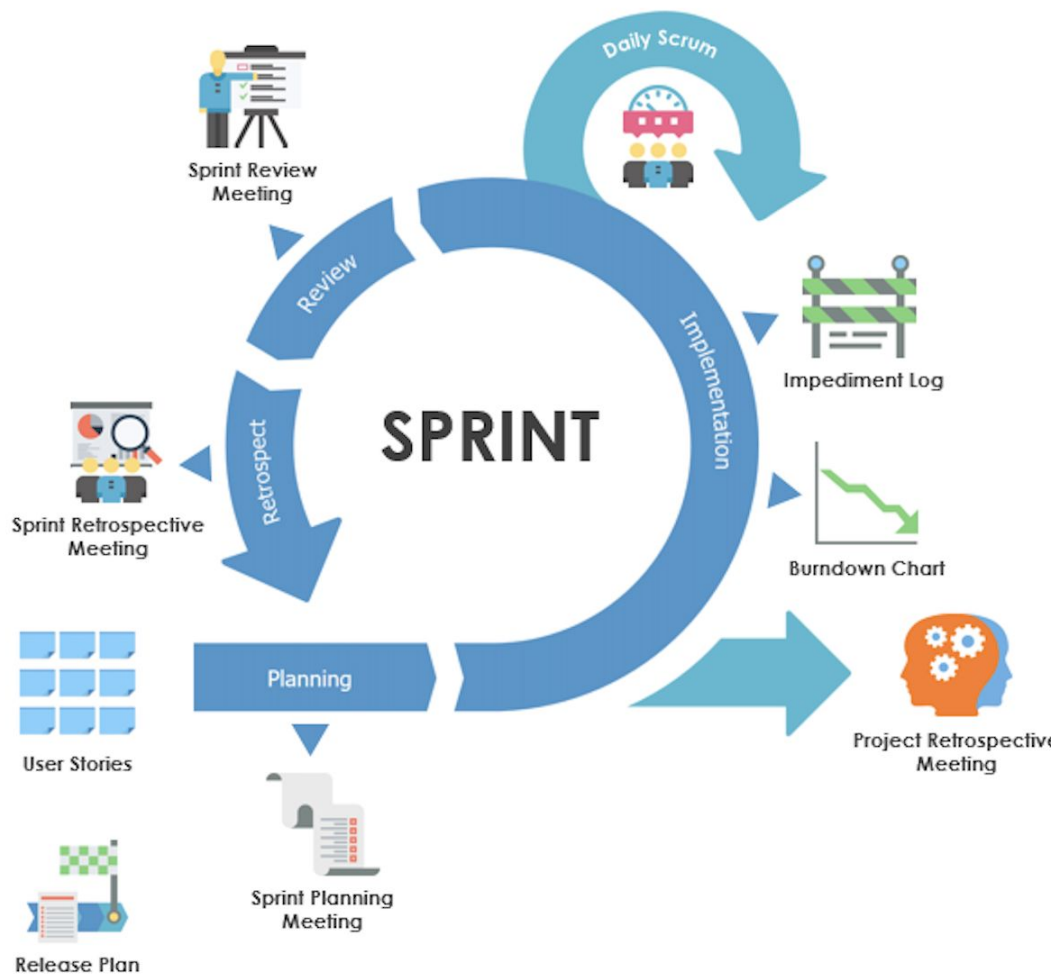 Daily Scrum
Sprint Review
Meeting
Review
Implementation
Impediment Log
SPRINT
Retrospect
Sprint Retrospective
Meeting
Burndown Chart
Planning
User Stories
Project Retrospective
Meeting
Sprint Planning
Meeting
Release Plan